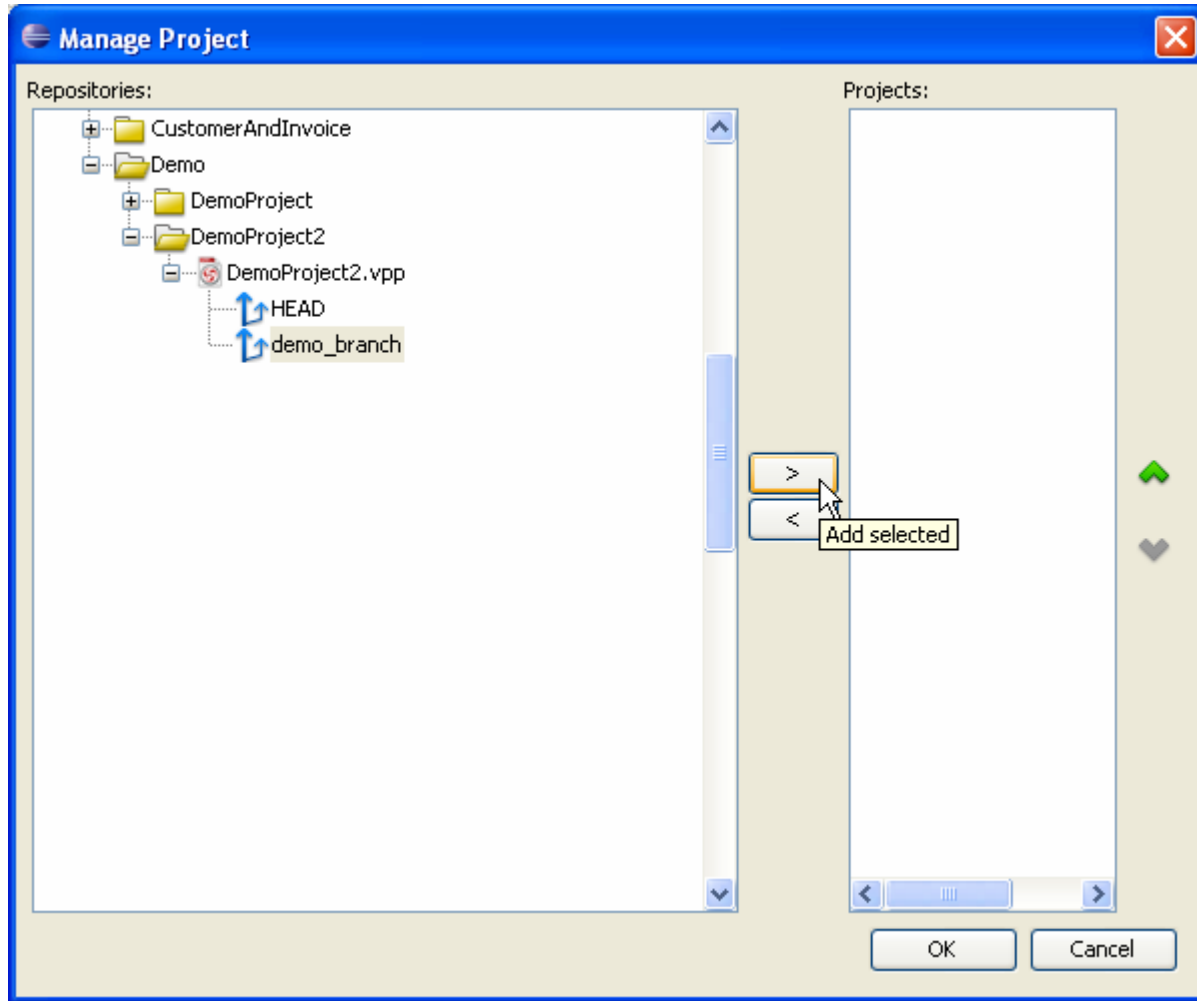 Manage Project
Repositories:
Projects:
CustomerAndInvoice
Demo
DemoProject
DemoProject2
DemoProject2.vpp
HEAD
demo_branch
>
<
Add selected
OK
Cancel